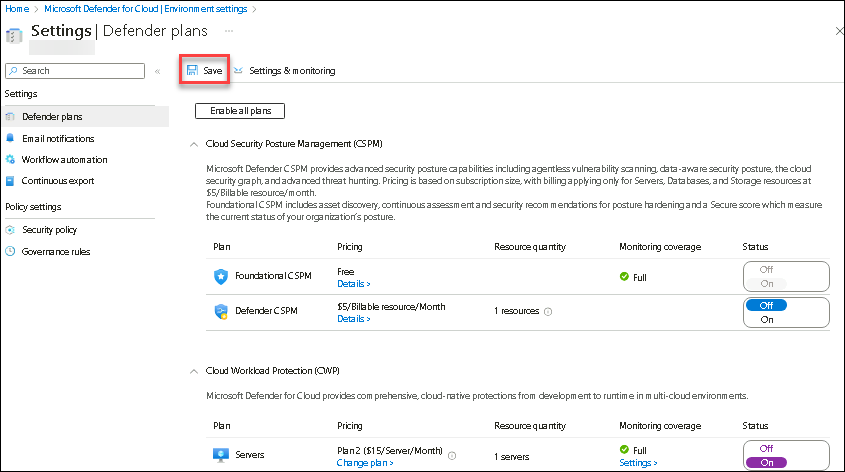 Home > Microsoft Defender for Cloud | Environment settings >
Settings | Defender plans ...
Search
«
Save
Settings & monitoring
Settings
Defender plans
Email notifications
Workflow automation
Continuous export
Policy settings
Security policy
Governance rules
Enable all plans
Cloud Security Posture Management (CSPM)
Microsoft Defender CSPM provides advanced security posture capabilities including agentless vulnerability scanning, data-aware security posture, the cloud
security graph, and advanced threat hunting. Pricing is based on subscription size, with billing applying only for Servers, Databases, and Storage resources at
$5/Billable resource/month.
Foundational CSPM includes asset discovery, continuous assessment and security recommendations for posture hardening and a Secure score which measure
the current status of your organization's posture.
Plan Pricing Resource quantity Monitoring coverage Status
Foundational CSPM Free Full Off
Details > On
Defender CSPM $5/Billable resource/Month 1 resources Off
Details > On
Cloud Workload Protection (CWP)
Microsoft Defender for Cloud provides comprehensive, cloud-native protections from development to runtime in multi-cloud environments.
Plan Pricing Resource quantity Monitoring coverage Status
Servers Plan 2 ($15/Server/Month) 1 servers Full Off
Change plan > Settings > On